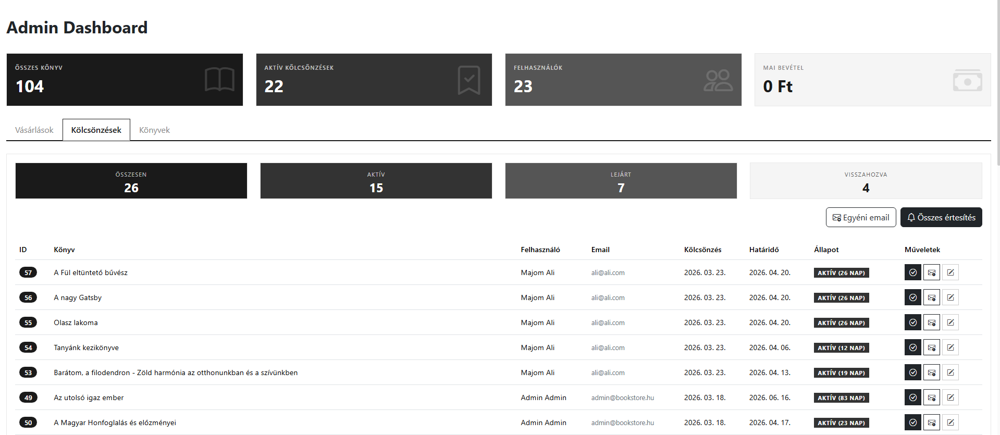 Admin Dashboard
ÖSSZES KÖNYV
104
AKTÍV KÖLCSÖNZÉSEK
22
FELHASZNÁLÓK
23
MAI BEVÉTEL
0 Ft
Vásárlások Kölcsönzések Könyvek
ÖSSZESEN
26
AKTÍV
15
LEJÁRT
7
VISSZAHOZVA
4
Egyéni email Összes értesítés
ID Könyv Felhasználó Email Kölcsönzés Határidő Állapot Műveletek
57 A Fül eltüntető bűvész Majom Ali ali@ali.com 2026. 03. 23. 2026. 04. 20. AKTÍV (26 NAP)
56 A nagy Gatsby Majom Ali ali@ali.com 2026. 03. 23. 2026. 04. 20. AKTÍV (26 NAP)
55 Olasz lakoma Majom Ali ali@ali.com 2026. 03. 23. 2026. 04. 20. AKTÍV (26 NAP)
54 Tanyánk kezikönyve Majom Ali ali@ali.com 2026. 03. 23. 2026. 04. 06. AKTÍV (12 NAP)
53 Barátom, a filodendron - Zöld harmónia az otthonunkban és a szívünkben Majom Ali ali@ali.com 2026. 03. 23. 2026. 04. 13. AKTÍV (19 NAP)
49 Az utolsó igaz ember Admin Admin admin@bookstore.hu 2026. 03. 18. 2026. 06. 16. AKTÍV (83 NAP)
50 A Magyar Honfoglalás és előzményei Admin Admin admin@bookstore.hu 2026. 03. 18. 2026. 04. 17. AKTÍV (23 NAP)